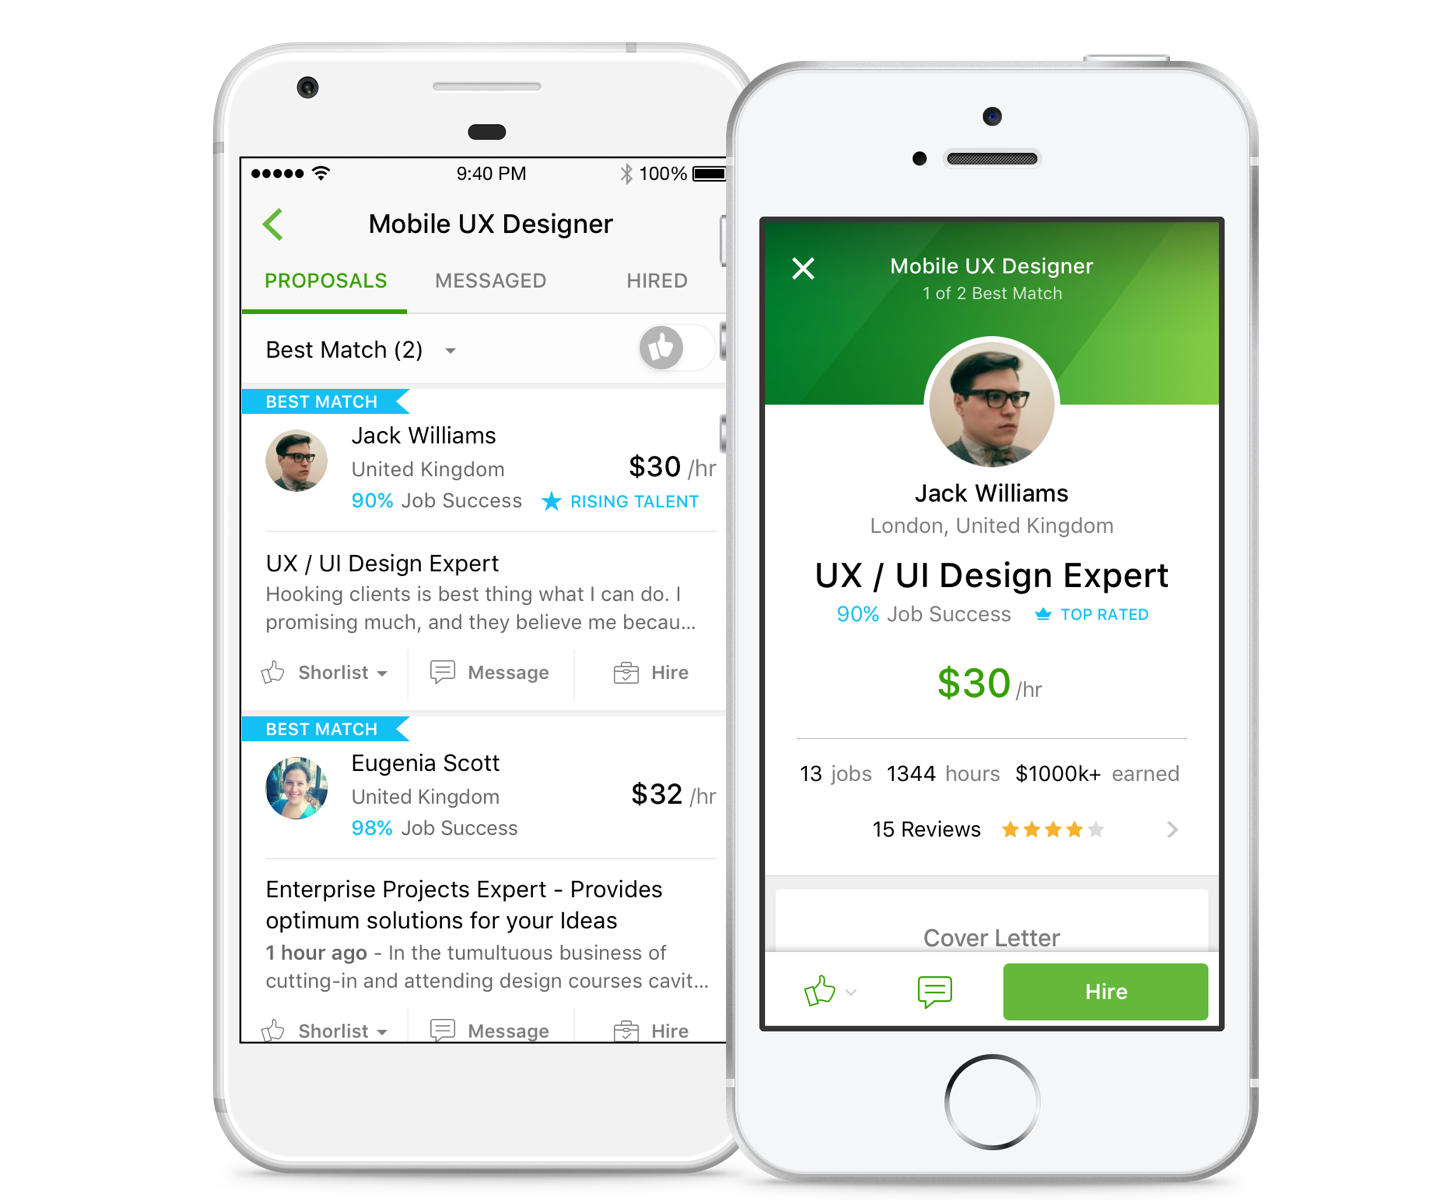 9:40 PM
100%
Mobile UX Designer
PROPOSALS
MESSAGED
HIRED
Best Match (2)
BEST MATCH
Jack Williams
United Kingdom
$30 /hr
90% Job Success
RISING TALENT
UX / UI Design Expert
Hooking clients is best thing what I can do. I
promising much, and they believe me becau...
Shorlist
Message
Hire
BEST MATCH
Eugenia Scott
United Kingdom
$32 /hr
98% Job Success
Enterprise Projects Expert - Provides
optimum solutions for your Ideas
1 hour ago - In the tumultuous business of
cutting-in and attending design courses cavit...
Shorlist
Message
Hire
Mobile UX Designer
1 of 2 Best Match
Jack Williams
London, United Kingdom
UX / UI Design Expert
90% Job Success
TOP RATED
$30 /hr
13 jobs 1344 hours $1000k+ earned
15 Reviews
Cover Letter
Hire